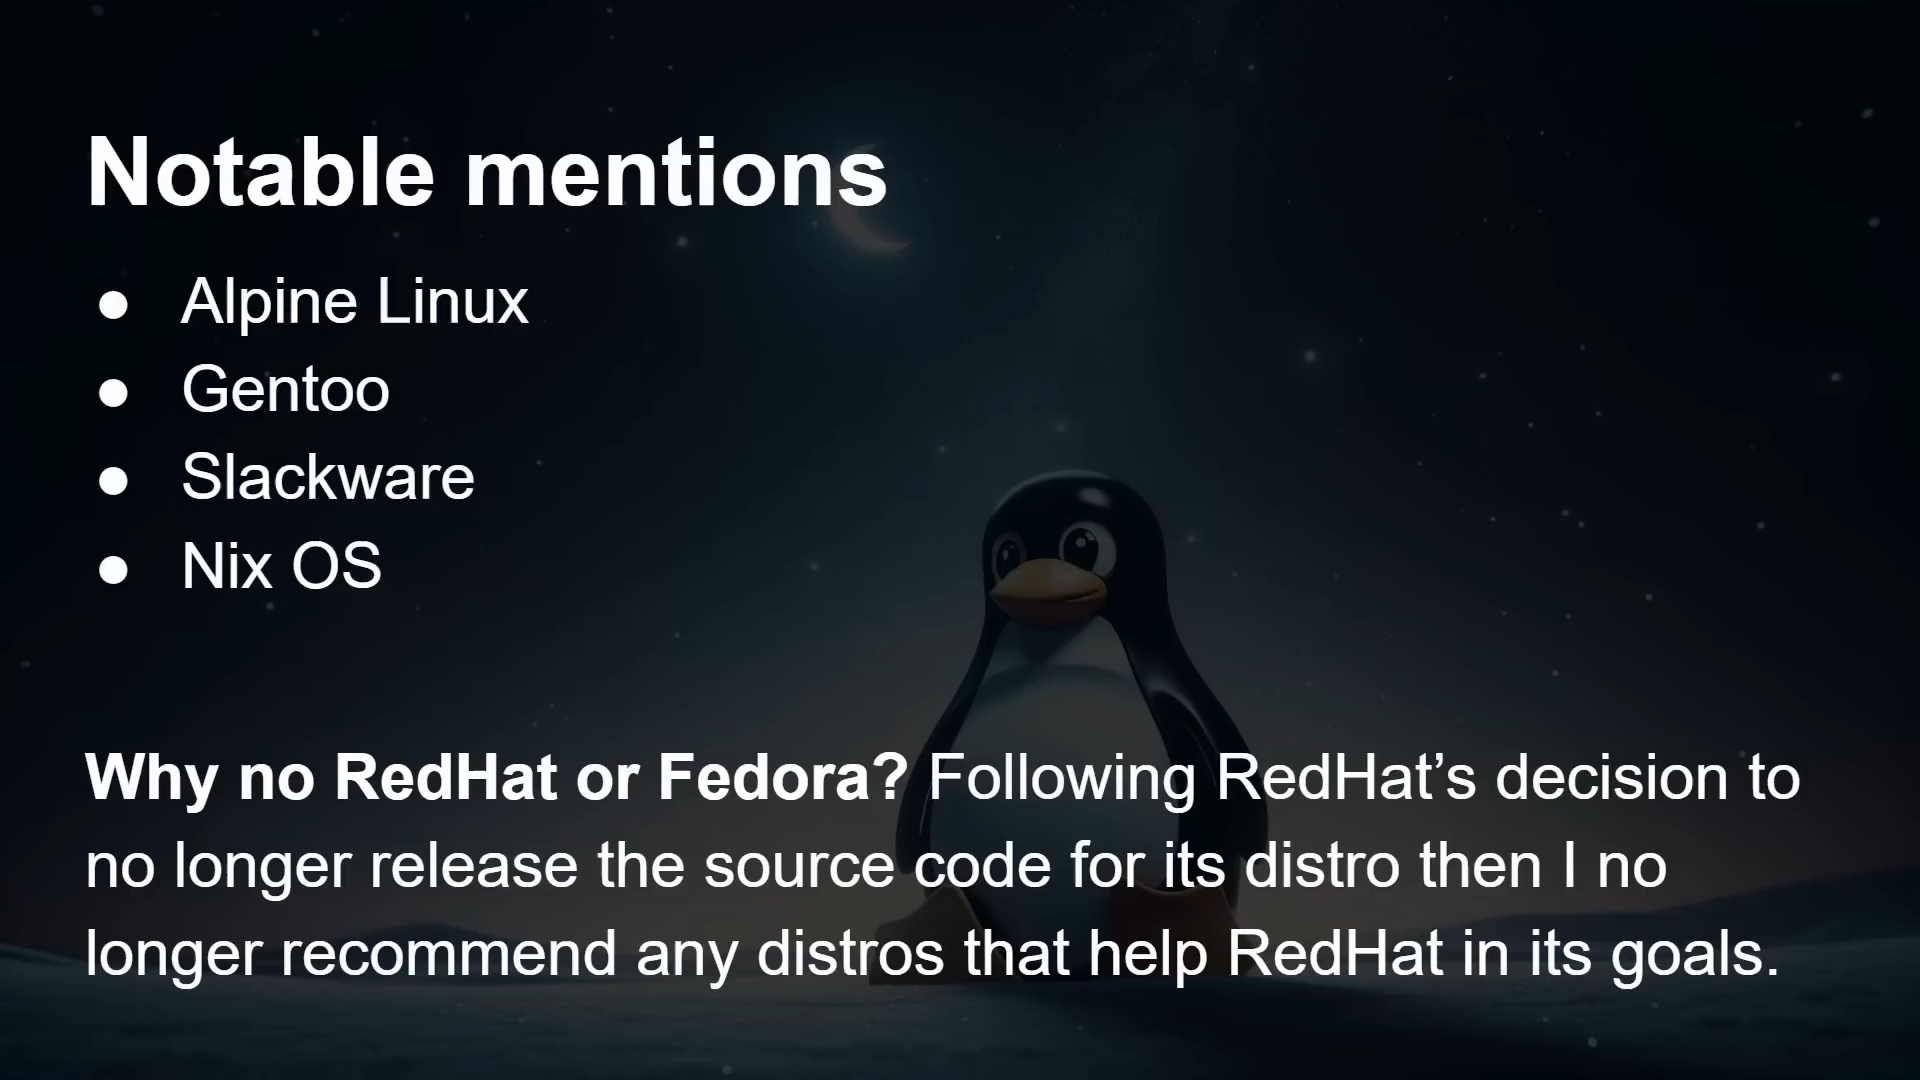 Notable mentions
● Alpine Linux
● Gentoo
● Slackware
● Nix OS
Why no RedHat or Fedora? Following RedHat’s decision to
no longer release the source code for its distro then I no
longer recommend any distros that help RedHat in its goals.